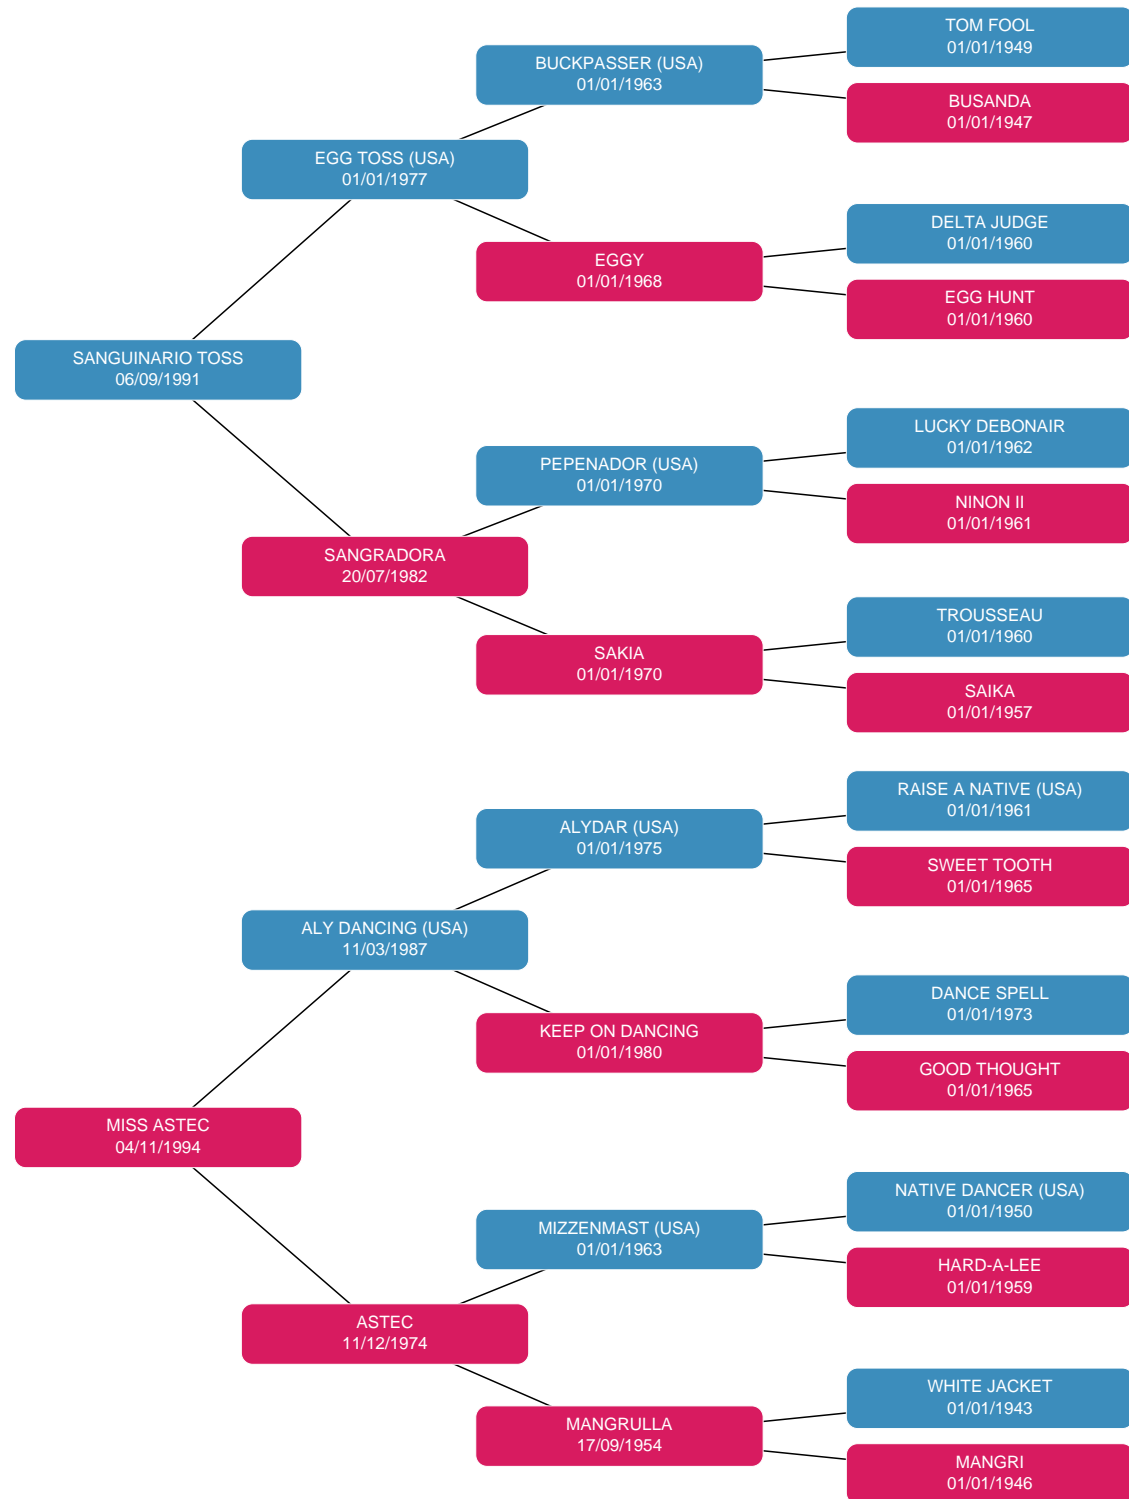 TOM FOOL
01/01/1949
BUCKPASSER (USA)
01/01/1963
BUSANDA
01/01/1947
EGG TOSS (USA)
01/01/1977
DELTA JUDGE
01/01/1960
EGGY
01/01/1968
EGG HUNT
01/01/1960
SANGUINARIO TOSS
06/09/1991
LUCKY DEBONAIR
01/01/1962
PEPENADOR (USA)
01/01/1970
NINON II
01/01/1961
SANGRADORA
20/07/1982
TROUSSEAU
01/01/1960
SAKIA
01/01/1970
SAIKA
01/01/1957
RAISE A NATIVE (USA)
01/01/1961
ALYDAR (USA)
01/01/1975
SWEET TOOTH
01/01/1965
ALY DANCING (USA)
11/03/1987
DANCE SPELL
01/01/1973
KEEP ON DANCING
01/01/1980
GOOD THOUGHT
01/01/1965
MISS ASTEC
04/11/1994
NATIVE DANCER (USA)
01/01/1950
MIZZENMAST (USA)
01/01/1963
HARD-A-LEE
01/01/1959
ASTEC
11/12/1974
WHITE JACKET
01/01/1943
MANGRULLA
17/09/1954
MANGRI
01/01/1946